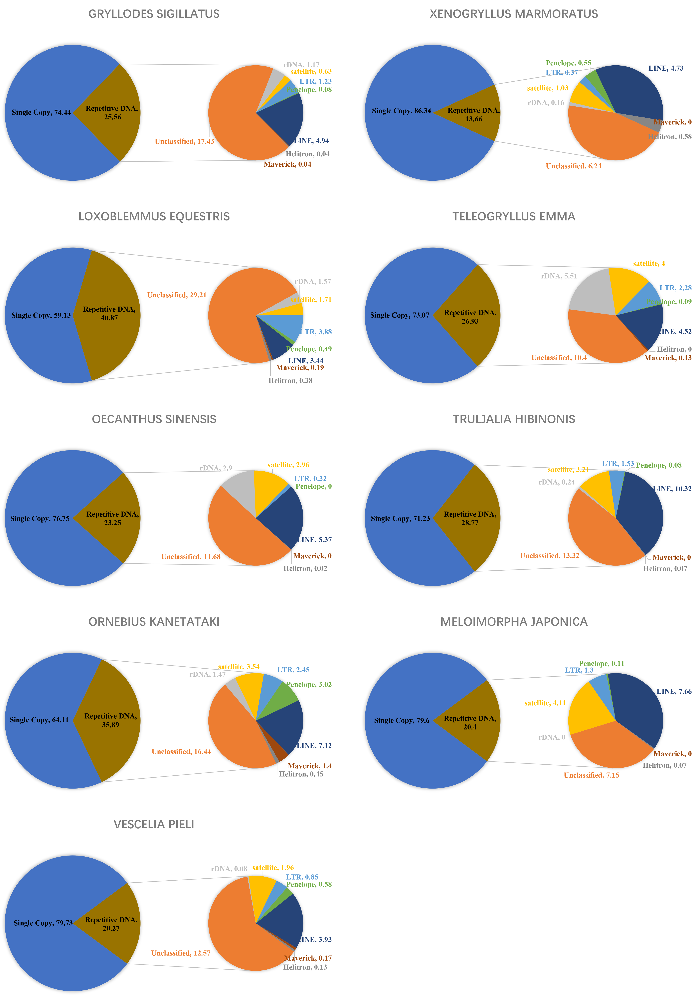 GRYLLODES SIGILLATUS
Single Copy, 74.44
Repetitive DNA,
25.56
rDNA, 1.17
satellite, 0.63
LTR, 1.23
Penelope, 0.08
LINE, 4.94
Helitron, 0.04
Maverick, 0.04
Unclassified, 17.43
XENOGRYLLUS MARMORATUS
Single Copy, 86.34
Repetitive DNA,
13.66
Penelope, 0.55
LTR, 0.37
satellite, 1.03
rDNA, 0.16
LINE, 4.73
Maverick, 0
Helitron, 0.58
Unclassified, 6.24
LOXOBLEMMUS EQUESTRIS
Single Copy, 59.13
Repetitive DNA,
40.87
Unclassified, 29.21
rDNA, 1.57
satellite, 1.71
LTR, 3.88
Penelope, 0.49
LINE, 3.44
Maverick, 0.19
Helitron, 0.38
TELEOGRYLLUS EMMA
Single Copy, 73.07
Repetitive DNA,
26.93
satellite, 4
rDNA, 5.51
LTR, 2.28
Penelope, 0.09
LINE, 4.52
Helitron, 0
Maverick, 0.13
Unclassified, 10.4
OECANTHUS SINENSIS
Single Copy, 76.75
Repetitive DNA,
23.25
rDNA, 2.9
satellite, 2.96
LTR, 0.32
Penelope, 0
LINE, 5.37
Maverick, 0
Helitron, 0.02
Unclassified, 11.68
TRULJALIA HIBINONIS
Single Copy, 71.23
Repetitive DNA,
28.77
LTR, 1.53
Penelope, 0.08
satellite, 3.21
rDNA, 0.24
LINE, 10.32
Maverick, 0
Helitron, 0.07
Unclassified, 13.32
ORNEBIUS KANETATAKI
Single Copy, 64.11
Repetitive DNA,
35.89
satellite, 3.54
rDNA, 1.47
LTR, 2.45
Penelope, 3.02
LINE, 7.12
Maverick, 1.4
Helitron, 0.45
Unclassified, 16.44
MELOIMORPHA JAPONICA
Single Copy, 79.6
Repetitive DNA,
20.4
Penelope, 0.11
LTR, 1.3
LINE, 7.66
satellite, 4.11
rDNA, 0
Maverick, 0
Helitron, 0.07
Unclassified, 7.15
VESCELIA PIELI
Single Copy, 79.73
Repetitive DNA,
20.27
rDNA, 0.08
satellite, 1.96
LTR, 0.85
Penelope, 0.58
LINE, 3.93
Maverick, 0.17
Helitron, 0.13
Unclassified, 12.57